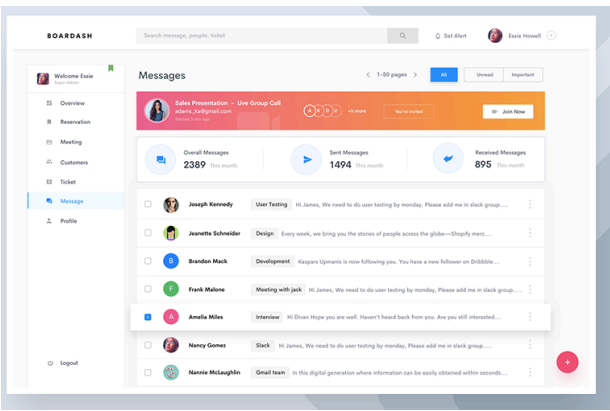 BOARDASH
Search message, people, ticket
Set Alert
Essie Howell
Welcome Essie
Super Admin
Overview
Reservation
Meeting
Customers
Ticket
Message
Profile
Logout
Messages
1-50 pages
All
Unread
Important
Sales Presentation - Live Group Call
adams_ka@gmail.com
Started 5 min ago
A
K
D
V
+5 more
You're invited
Join Now
Overall Messages
2389 This month
Sent Messages
1494 This month
Received Messages
895 This month
Joseph Kennedy User Testing Hi James, We need to do user testing by monday, Please add me in slack group....
Jeanette Schneider Design Every week, we bring you the stories of people across the globe—Shopify merc...
B Brandon Mack Development Kaspars Upmanis is now following you. You have a new follower on Dribbble....
F Frank Malone Meeting with jack Hi James, We need to do user testing by monday, Please add me in slack group....
A Amelia Miles Interview Hi Divan Hope you are well. Haven't heard back from you. Are you still interested...
Nancy Gomez Slack Hi James, We need to do user testing by monday, Please add me in slack group....
Nannie McLaughlin Gmail team In this digital generation where information can be easily obtained within seconds...